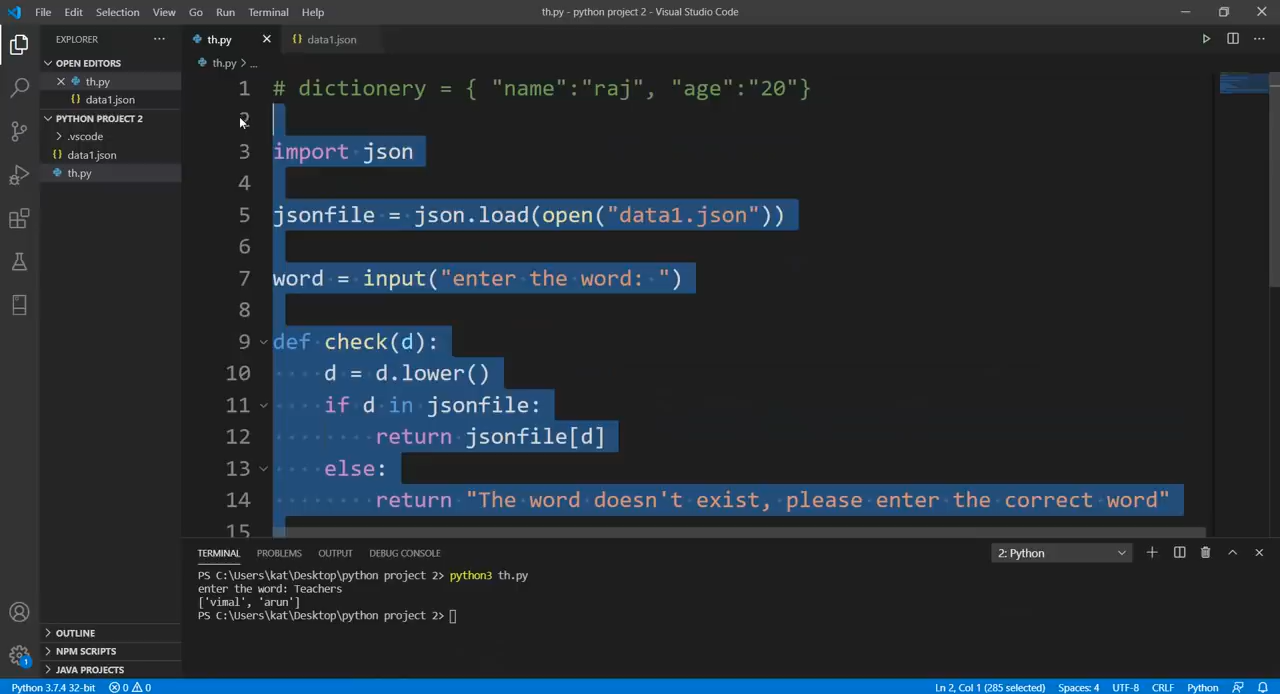 File Edit Selection View Go Run Terminal Help
th.py - python project 2 - Visual Studio Code
EXPLORER
OPEN EDITORS
th.py
data1.json
PYTHON PROJECT 2
.vscode
data1.json
th.py
OUTLINE
NPM SCRIPTS
JAVA PROJECTS
th.py
data1.json
th.py > ...
1 # dictionery = { "name":"raj", "age":"20"}
2
3 import json
4
5 jsonfile = json.load(open("data1.json"))
6
7 word = input("enter the word: ")
8
9 def check(d):
10 d = d.lower()
11 if d in jsonfile:
12 return jsonfile[d]
13 else:
14 return "The word doesn't exist, please enter the correct word"
15
TERMINAL PROBLEMS OUTPUT DEBUG CONSOLE
2: Python
PS C:\Users\kat\Desktop\python project 2> python3 th.py
enter the word: Teachers
['vimal', 'arun']
PS C:\Users\kat\Desktop\python project 2>
1
Python 3.7.4 32-bit 0 0 Ln 2, Col 1 (285 selected) Spaces: 4 UTF-8 CRLF Python